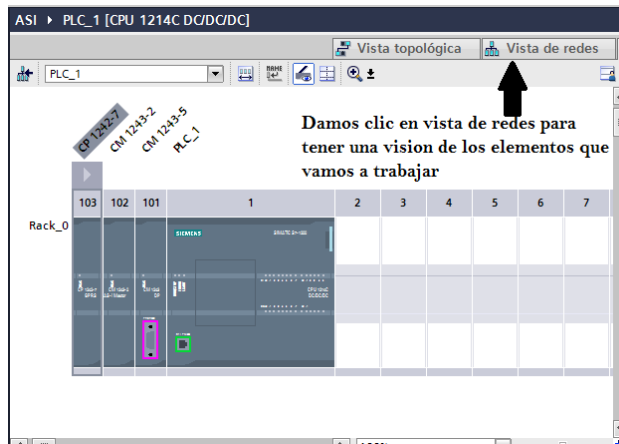 ASI ▸ PLC_1 [CPU 1214C DC/DC/DC]
Vista topológica
Vista de redes
PLC_1
Damos clic en vista de redes para
tener una vision de los elementos que
vamos a trabajar
CP 1242-7
CM 1243-2
CM 1243-5
PLC_1
103 102 101 1 2 3 4 5 6 7
Rack_0
SIEMENS